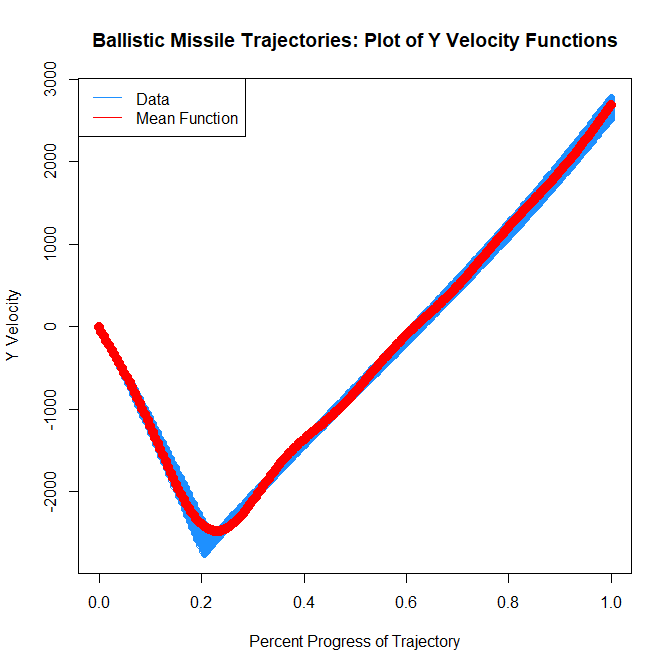 Ballistic Missile Trajectories: Plot of Y Velocity Functions
Data
Mean Function
3000
2000
1000
0
-1000
-2000
Y Velocity
0.0 0.2 0.4 0.6 0.8 1.0
Percent Progress of Trajectory